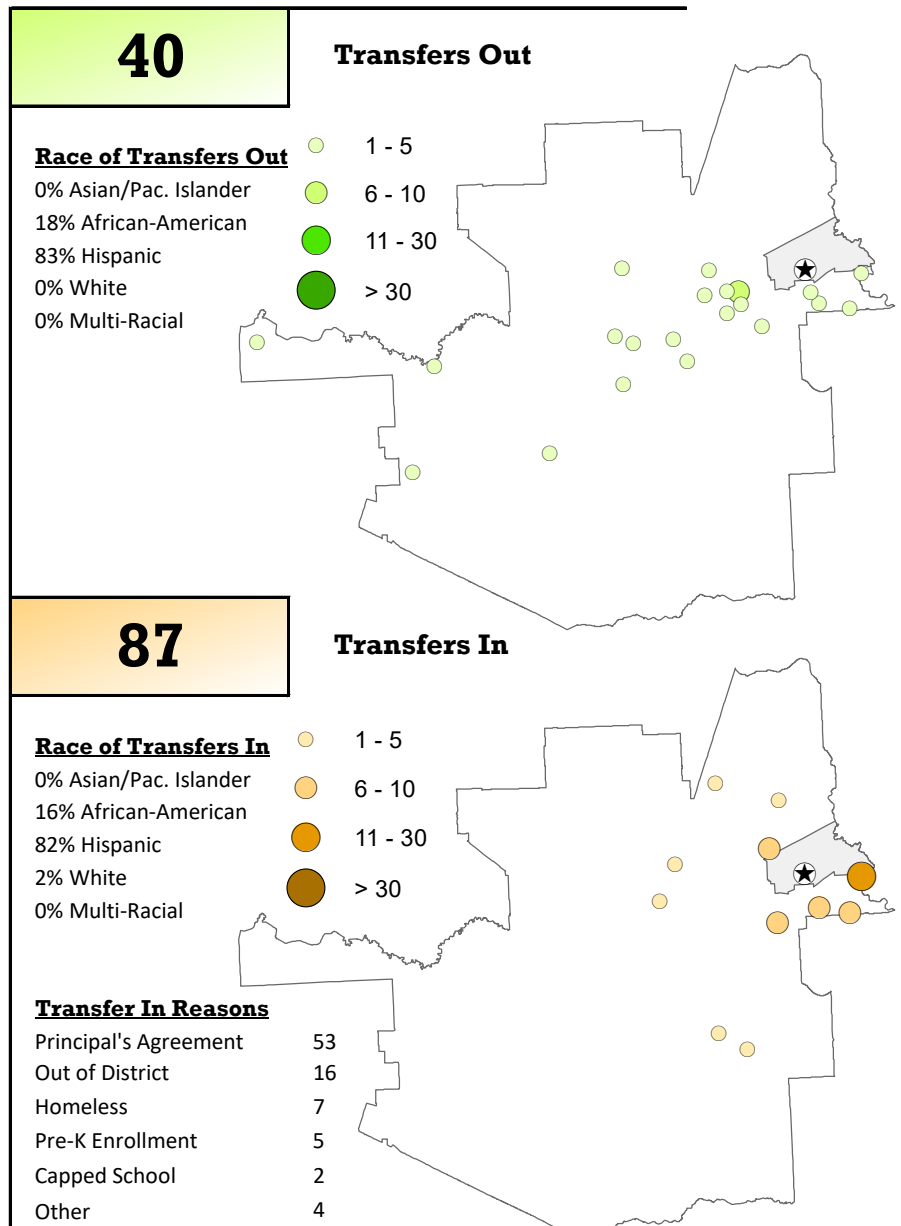 40
Transfers Out
Race of Transfers Out
0% Asian/Pac. Islander
18% African-American
83% Hispanic
0% White
0% Multi-Racial
1 - 5
6 - 10
11 - 30
> 30
87
Transfers In
Race of Transfers In
0% Asian/Pac. Islander
16% African-American
82% Hispanic
2% White
0% Multi-Racial
1 - 5
6 - 10
11 - 30
> 30
Transfer In Reasons
Principal's Agreement 53
Out of District 16
Homeless 7
Pre-K Enrollment 5
Capped School 2
Other 4